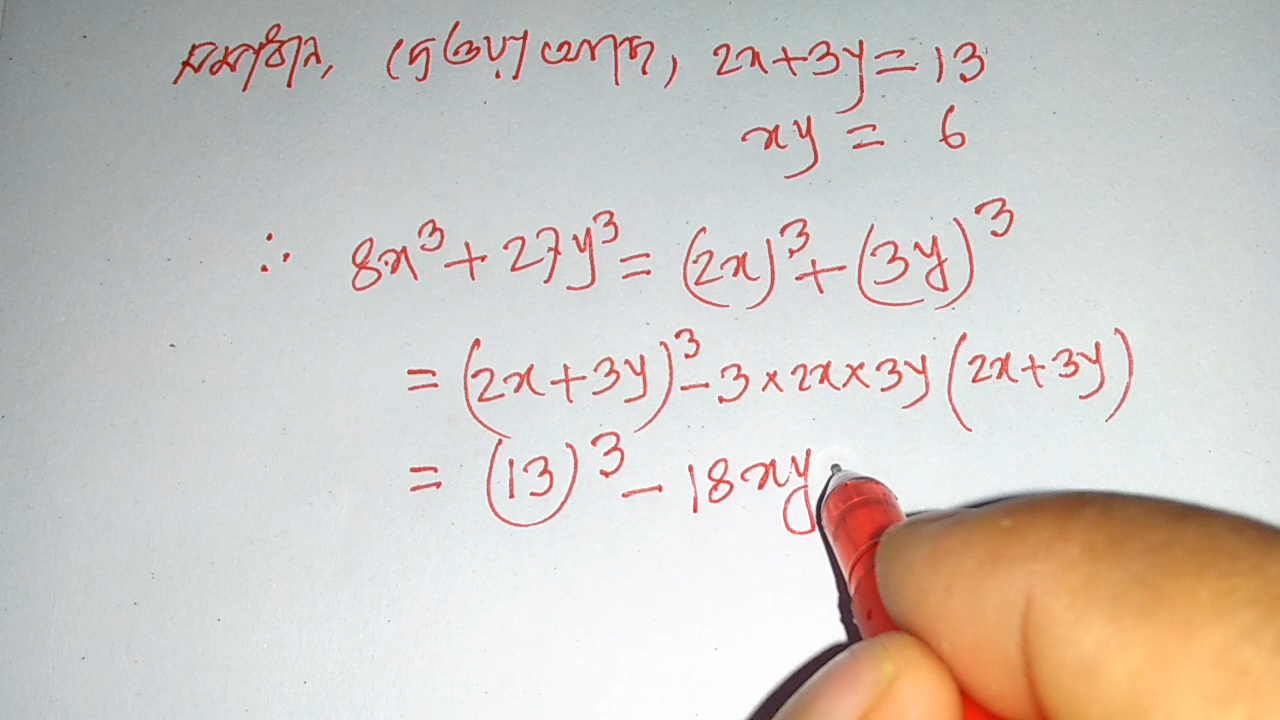 সমাধান, দেওয়া আছে, 2x+3y=13
xy = 6
∴ 8x³+27y³=(2x)³+(3y)³
=(2x+3y)³-3×2x×3y(2x+3y)
= (13)³-18xy